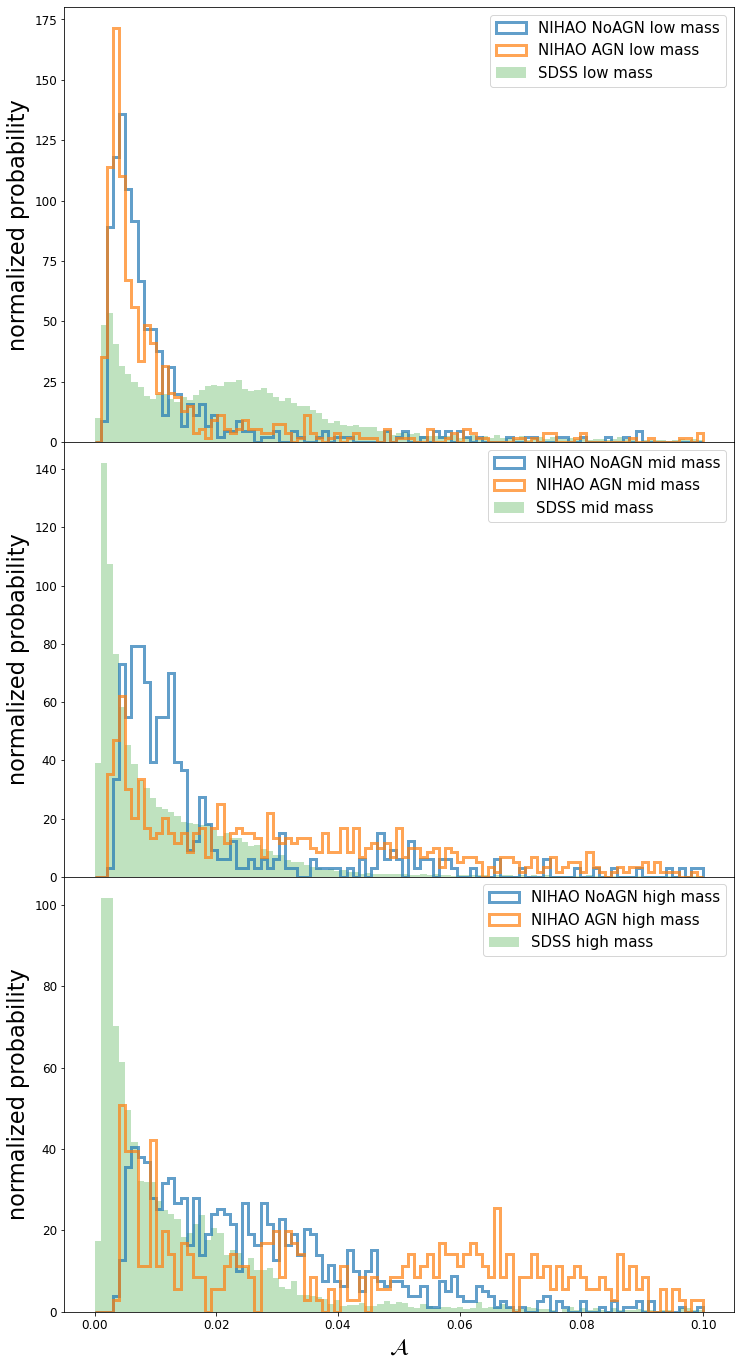 175
150
125
100
75
50
25
0
normalized probability
NIHAO NoAGN low mass
NIHAO AGN low mass
SDSS low mass
140
120
100
80
60
40
20
0
normalized probability
NIHAO NoAGN mid mass
NIHAO AGN mid mass
SDSS mid mass
100
80
60
40
20
0
normalized probability
NIHAO NoAGN high mass
NIHAO AGN high mass
SDSS high mass
0.00 0.02 0.04 0.06 0.08 0.10
𝒜